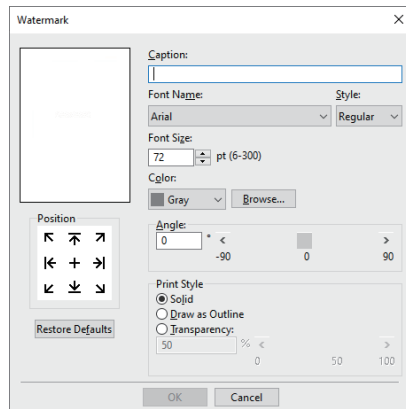 Watermark
Caption:
Font Name:
Style:
Arial
Regular
Font Size:
72
pt (6-300)
Color:
Gray
Browse...
Position
Angle:
0 °
-90 0 90
Restore Defaults
Print Style
Solid
Draw as Outline
Transparency:
50 %
0 50 100
OK
Cancel